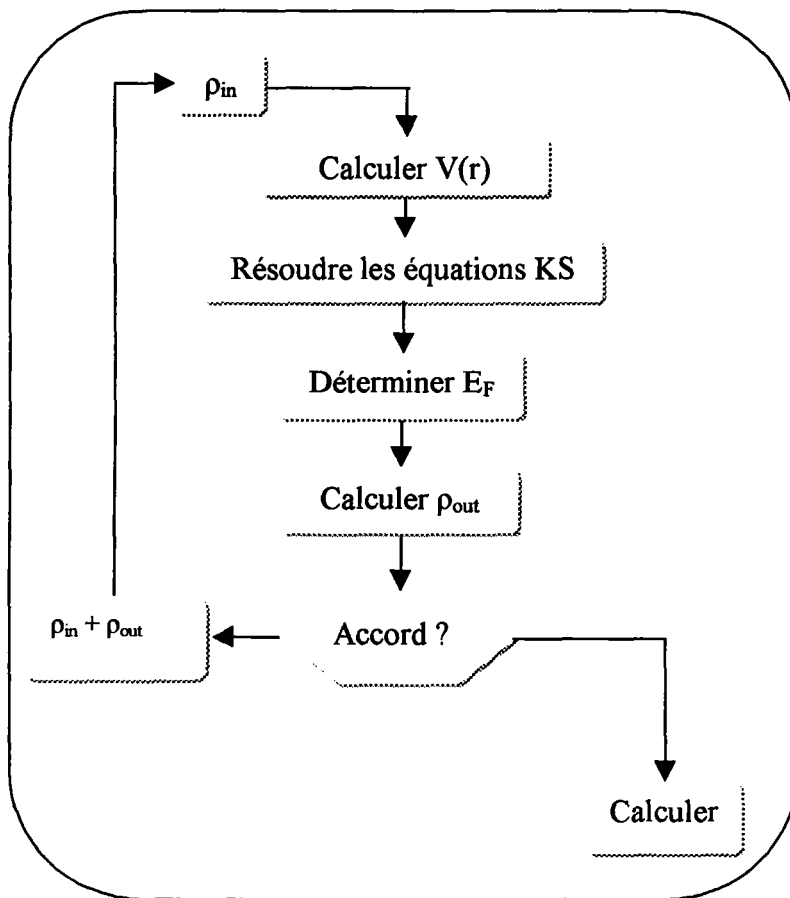 ρin
Calculer V(r)
Résoudre les équations KS
Déterminer EF
Calculer ρout
Accord ?
ρin + ρout
Calculer